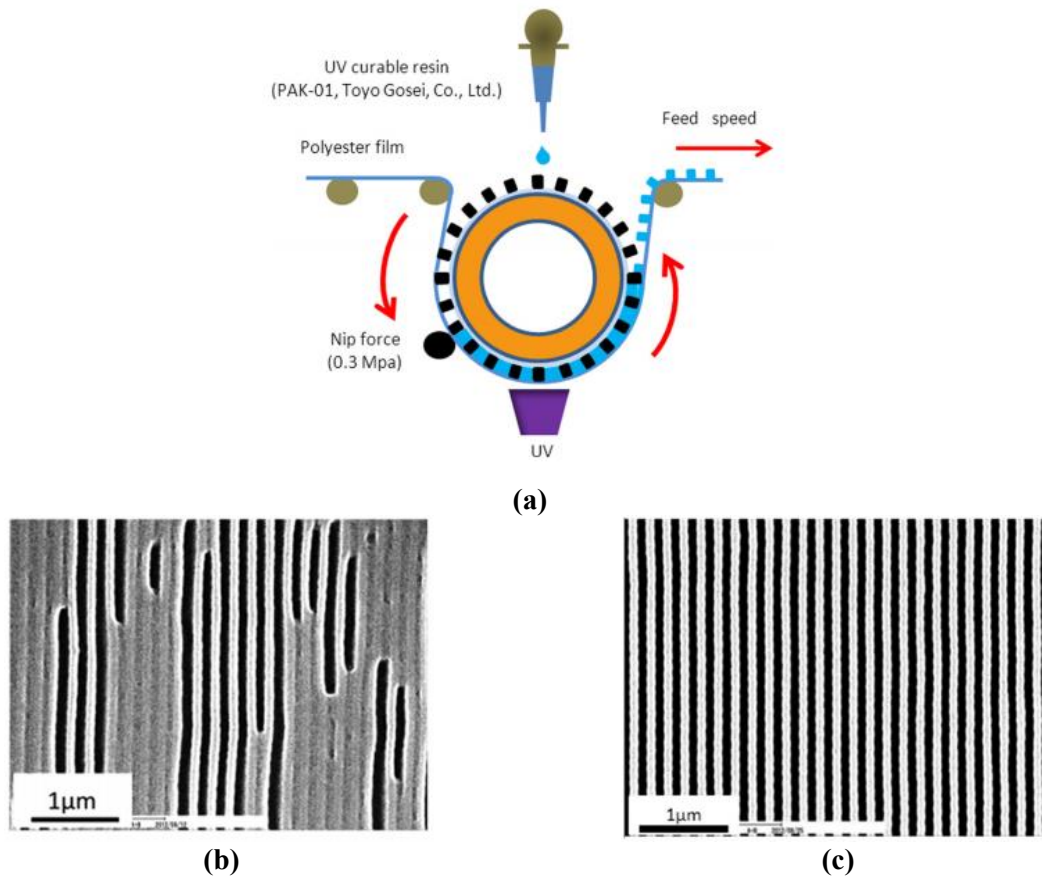 UV curable resin
(PAK-01, Toyo Gosei, Co., Ltd.)
Polyester film
Feed speed
Nip force
(0.3 Mpa)
UV
(a)
1μm
1μm
(b)
(c)